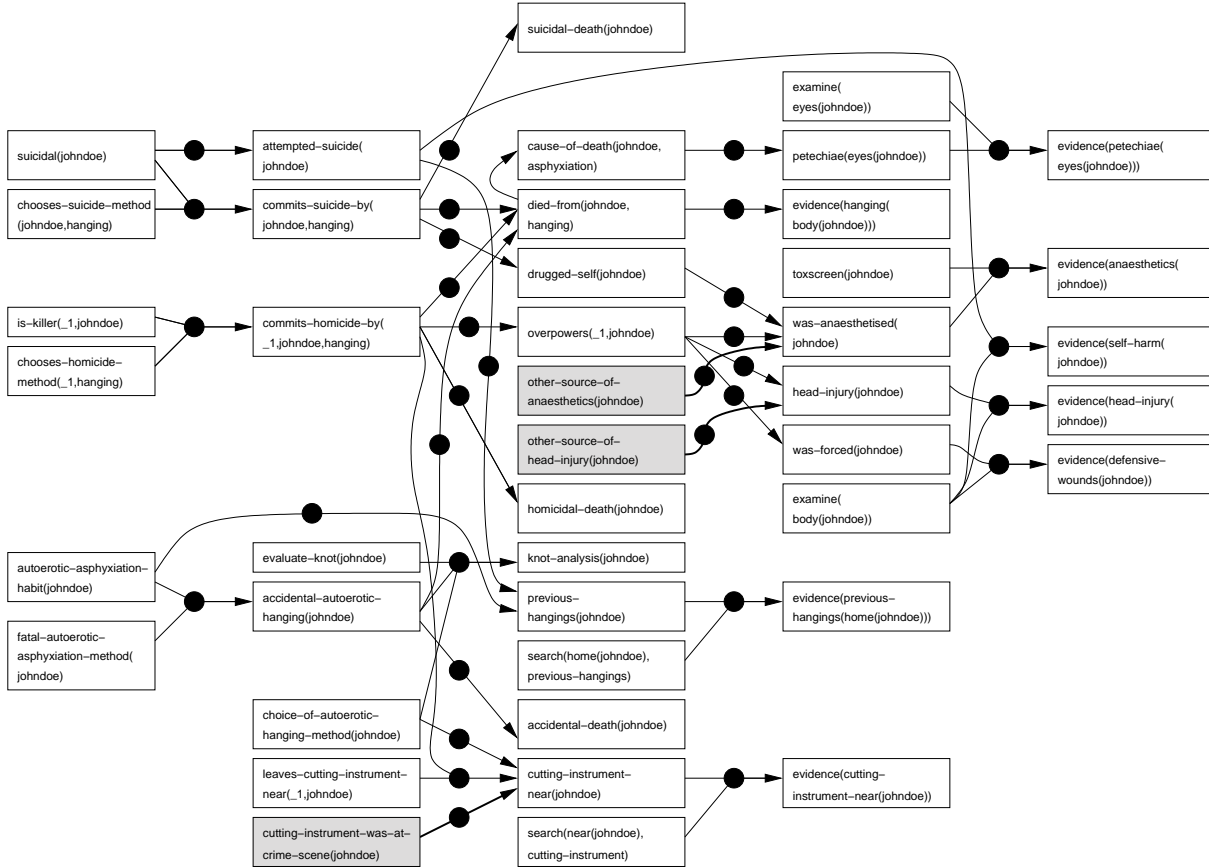 suicidal–death(johndoe)
examine(
eyes(johndoe))
suicidal(johndoe)
attempted–suicide(
johndoe)
cause–of–death(johndoe,
asphyxiation)
petechiae(eyes(johndoe))
evidence(petechiae(
eyes(johndoe)))
chooses–suicide–method
(johndoe,hanging)
commits–suicide–by(
johndoe,hanging)
died–from(johndoe,
hanging)
evidence(hanging(
body(johndoe)))
drugged–self(johndoe)
toxscreen(johndoe)
evidence(anaesthetics(
johndoe))
is–killer(_1,johndoe)
commits–homicide–by(
_1,johndoe,hanging)
overpowers(_1,johndoe)
was–anaesthetised(
johndoe)
evidence(self–harm(
johndoe))
chooses–homicide–
method(_1,hanging)
other–source–of–
anaesthetics(johndoe)
head–injury(johndoe)
evidence(head–injury(
johndoe))
other–source–of–
head–injury(johndoe)
was–forced(johndoe)
evidence(defensive–
wounds(johndoe))
homicidal–death(johndoe)
examine(
body(johndoe))
autoerotic–asphyxiation–
habit(johndoe)
evaluate–knot(johndoe)
knot–analysis(johndoe)
accidental–autoerotic–
hanging(johndoe)
previous–
hangings(johndoe)
evidence(previous–
hangings(home(johndoe)))
fatal–autoerotic–
asphyxiation–method(
johndoe)
search(home(johndoe),
previous–hangings)
choice–of–autoerotic–
hanging–method(johndoe)
accidental–death(johndoe)
leaves–cutting–instrument–
near(_1,johndoe)
cutting–instrument–
near(johndoe)
evidence(cutting–
instrument–near(johndoe))
cutting–instrument–was–at–
crime–scene(johndoe)
search(near(johndoe),
cutting–instrument)